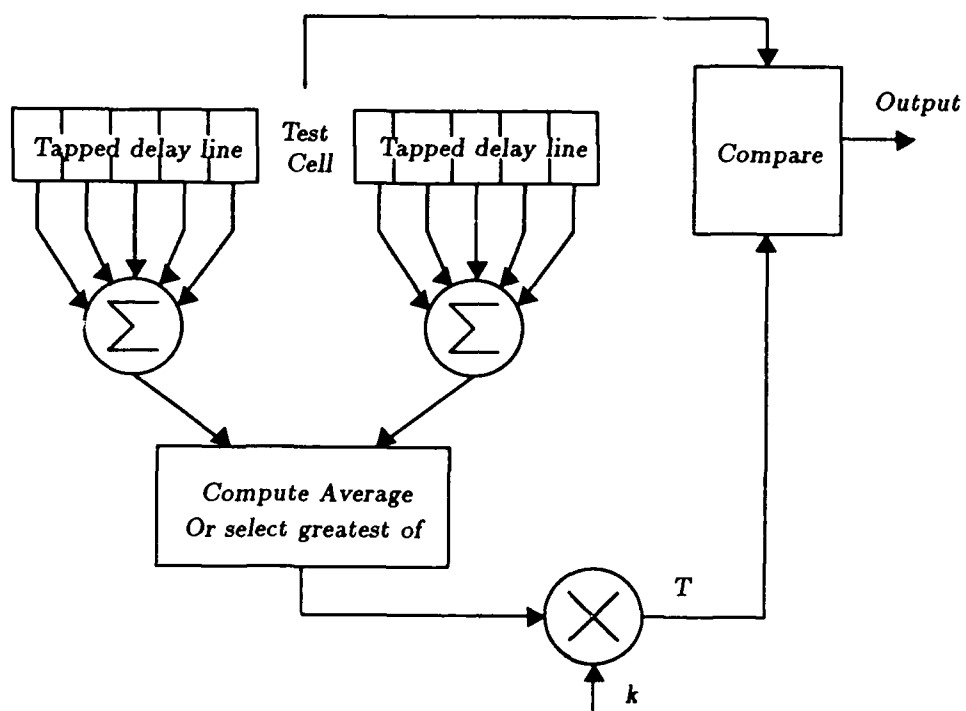 Output
Tapped delay line
Test
Cell
Tapped delay line
Compare
Σ
Σ
Compute Average
Or select greatest of
T
k